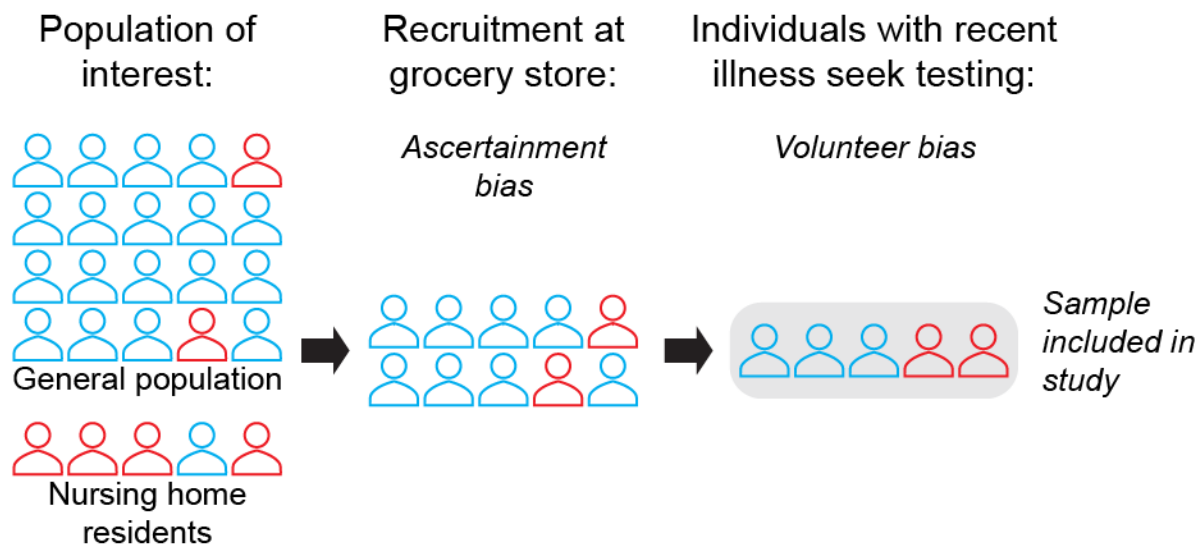 Population of
interest:
General population
Nursing home
residents
Recruitment at
grocery store:
Ascertainment
bias
Individuals with recent
illness seek testing:
Volunteer bias
Sample
included in
study